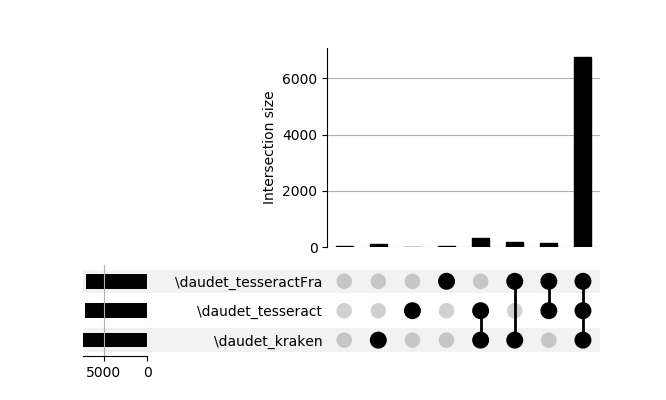 6000
4000
2000
0
Intersection size
\daudet_tesseractFra
\daudet_tesseract
\daudet_kraken
5000 0